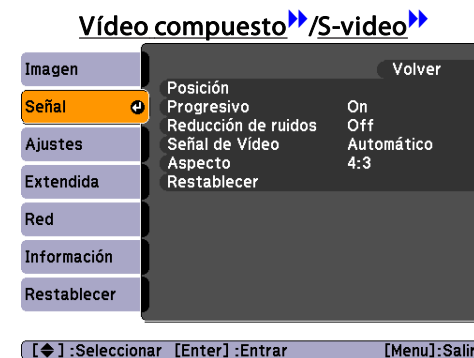 Vídeo compuesto/S-video
Imagen
Señal
Ajustes
Extendida
Red
Información
Restablecer
Volver
Posición
Progresivo On
Reducción de ruidos Off
Señal de Vídeo Automático
Aspecto 4:3
Restablecer
[◆] :Seleccionar [Enter] :Entrar [Menu]:Salir